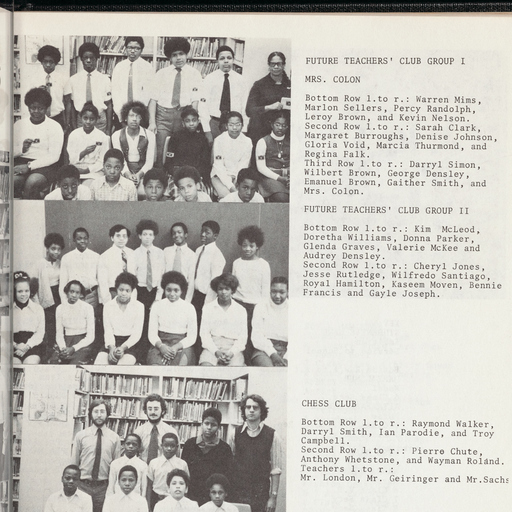 FUTURE TEACHERS' CLUB GROUP I
MRS. COLON
Bottom Row l.to r.: Warren Mims,
Marlon Sellers, Percy Randolph,
Leroy Brown, and Kevin Nelson.
Second Row l.to r.: Sarah Clark,
Margaret Burroughs, Denise Johnson,
Gloria Void, Marcia Thurmond, and
Regina Falk.
Third Row l.to r.: Darryl Simon,
Wilbert Brown, George Densley,
Emanuel Brown, Gaither Smith, and
Mrs. Colon.
FUTURE TEACHERS' CLUB GROUP II
Bottom Row l.to r.: Kim McLeod,
Doretha Williams, Donna Parker,
Glenda Graves, Valerie McKee and
Audrey Densley.
Second Row l.to r.: Cheryl Jones,
Jesse Rutledge, Wilfredo Santiago,
Royal Hamilton, Kaseem Moven, Bennie
Francis and Gayle Joseph.
CHESS CLUB
Bottom Row l.to r.: Raymond Walker,
Darryl Smith, Ian Parodie, and Troy
Campbell.
Second Row l.to r.: Pierre Chute,
Anthony Whetstone, and Wayman Roland.
Teachers l.to r.:
Mr. London, Mr. Geiringer and Mr.Sachs